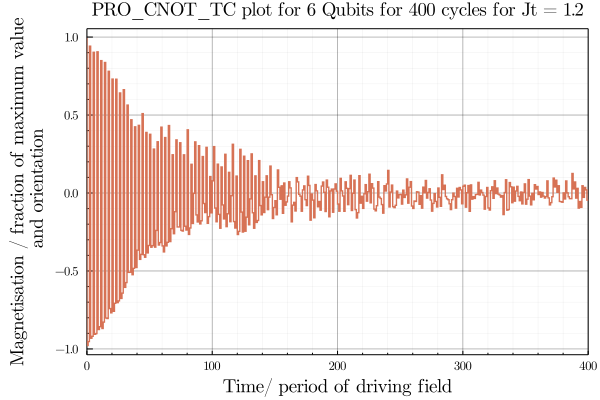 PRO_CNOT_TC plot for 6 Qubits for 400 cycles for Jt = 1.2
Magnetisation / fraction of maximum value
and orientation
1.0
0.5
0.0
−0.5
−1.0
0
100
200
300
400
Time/ period of driving field